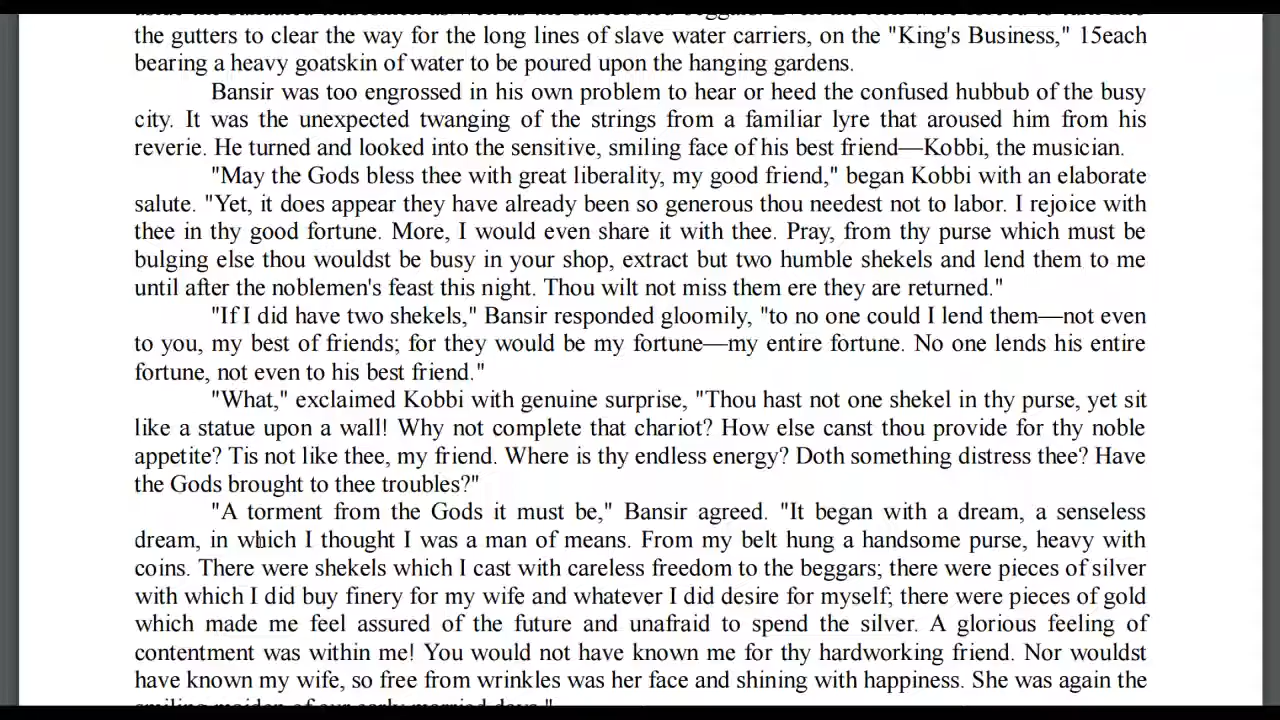 the gutters to clear the way for the long lines of slave water carriers, on the "King's Business," 15each
bearing a heavy goatskin of water to be poured upon the hanging gardens.
Bansir was too engrossed in his own problem to hear or heed the confused hubbub of the busy
city. It was the unexpected twanging of the strings from a familiar lyre that aroused him from his
reverie. He turned and looked into the sensitive, smiling face of his best friend—Kobbi, the musician.
"May the Gods bless thee with great liberality, my good friend," began Kobbi with an elaborate
salute. "Yet, it does appear they have already been so generous thou needest not to labor. I rejoice with
thee in thy good fortune. More, I would even share it with thee. Pray, from thy purse which must be
bulging else thou wouldst be busy in your shop, extract but two humble shekels and lend them to me
until after the noblemen's feast this night. Thou wilt not miss them ere they are returned."
"If I did have two shekels," Bansir responded gloomily, "to no one could I lend them—not even
to you, my best of friends; for they would be my fortune—my entire fortune. No one lends his entire
fortune, not even to his best friend."
"What," exclaimed Kobbi with genuine surprise, "Thou hast not one shekel in thy purse, yet sit
like a statue upon a wall! Why not complete that chariot? How else canst thou provide for thy noble
appetite? Tis not like thee, my friend. Where is thy endless energy? Doth something distress thee? Have
the Gods brought to thee troubles?"
"A torment from the Gods it must be," Bansir agreed. "It began with a dream, a senseless
dream, in which I thought I was a man of means. From my belt hung a handsome purse, heavy with
coins. There were shekels which I cast with careless freedom to the beggars; there were pieces of silver
with which I did buy finery for my wife and whatever I did desire for myself; there were pieces of gold
which made me feel assured of the future and unafraid to spend the silver. A glorious feeling of
contentment was within me! You would not have known me for thy hardworking friend. Nor wouldst
have known my wife, so free from wrinkles was her face and shining with happiness. She was again the
smiling maiden of our early married days."